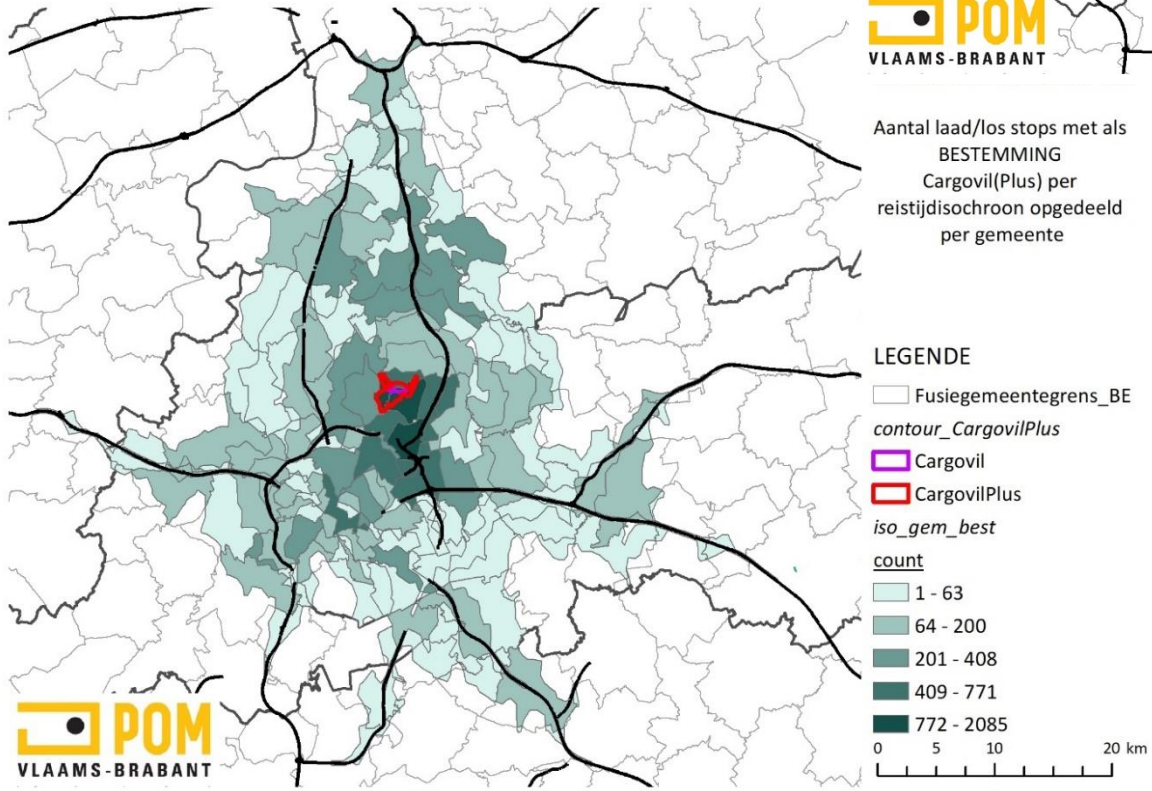 POM
VLAAMS-BRABANT
Aantal laad/los stops met als
BESTEMMING
Cargovil(Plus) per
reistijdisochroon opgedeeld
per gemeente
LEGENDE
Fusiegemeentegrens_BE
contour_CargovilPlus
Cargovil
CargovilPlus
iso_gem_best
count
1 - 63
64 - 200
201 - 408
409 - 771
772 - 2085
0 5 10 20 km
POM
VLAAMS-BRABANT